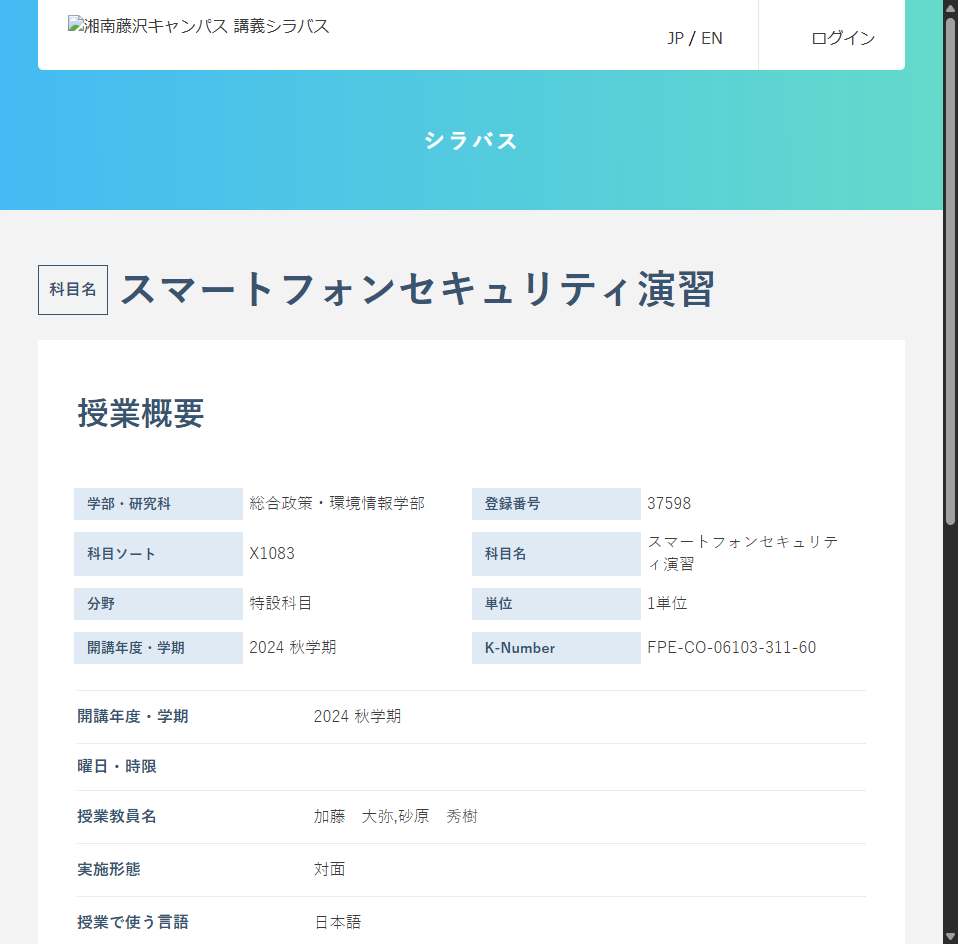 湘南藤沢キャンパス 講義シラバス
JP / EN
ログイン
シラバス
科目名
スマートフォンセキュリティ演習
授業概要
学部・研究科 総合政策・環境情報学部
登録番号 37598
科目ソート X1083
科目名 スマートフォンセキュリテ
ィ演習
分野 特設科目
単位 1単位
開講年度・学期 2024 秋学期
K-Number FPE-CO-06103-311-60
開講年度・学期 2024 秋学期
曜日・時限
授業教員名 加藤　大弥,砂原　秀樹
実施形態 対面
授業で使う言語 日本語